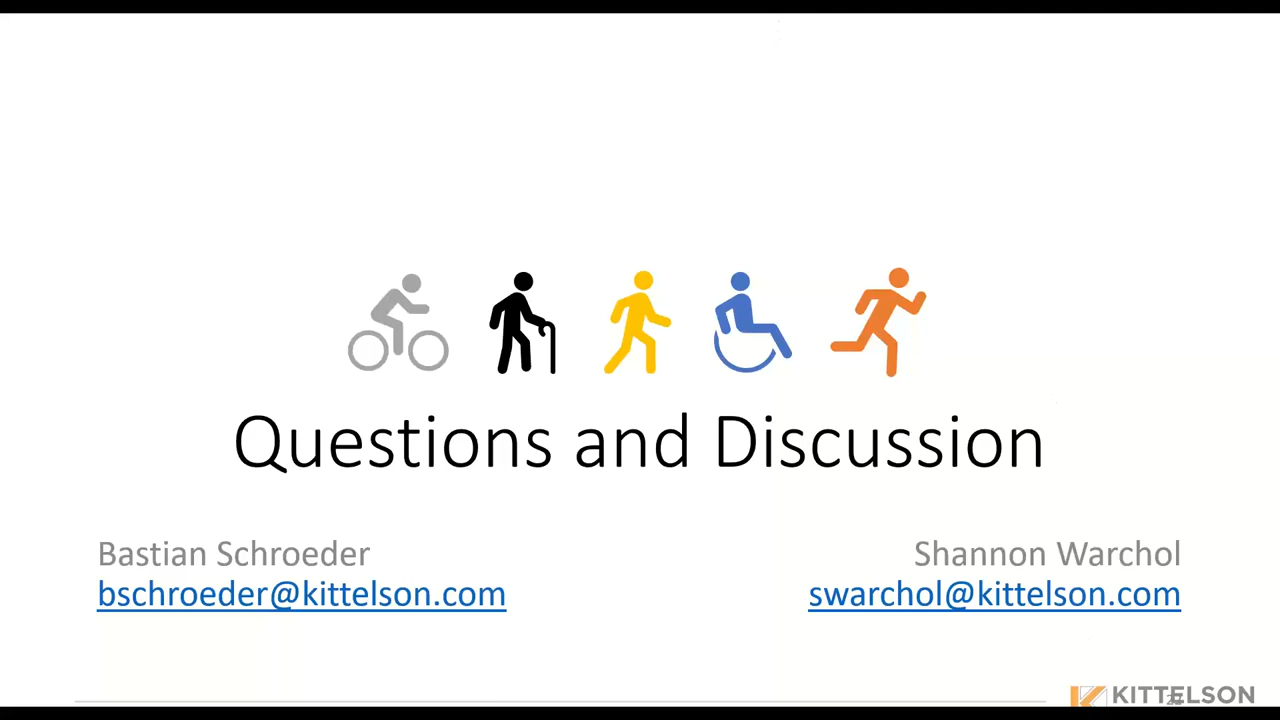 Questions and Discussion
Bastian Schroeder
bschroeder@kittelson.com
Shannon Warchol
swarchol@kittelson.com
KITTELSON